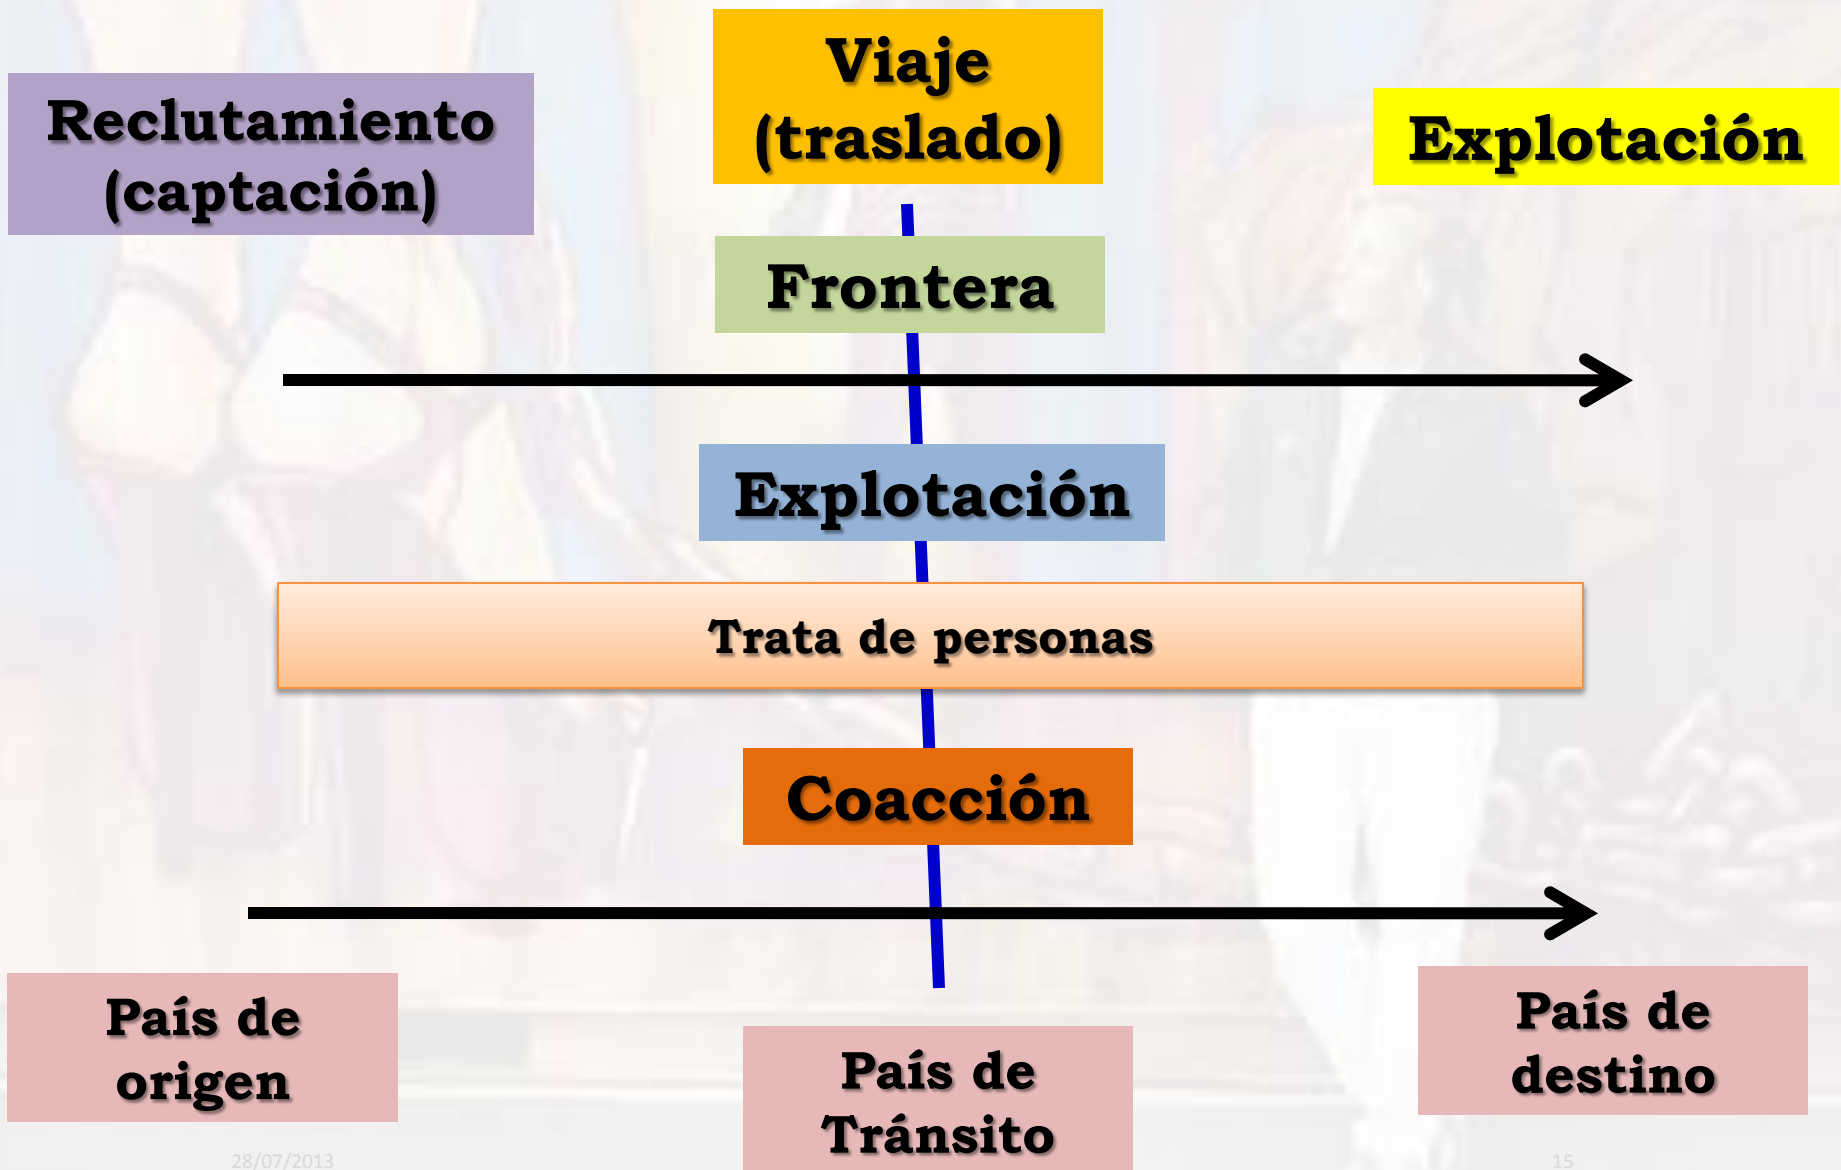 Viaje
(traslado)
Reclutamiento
(captación)
Explotación
Frontera
Explotación
Trata de personas
Coacción
País de
origen
País de
Tránsito
País de
destino
28/07/2013
15